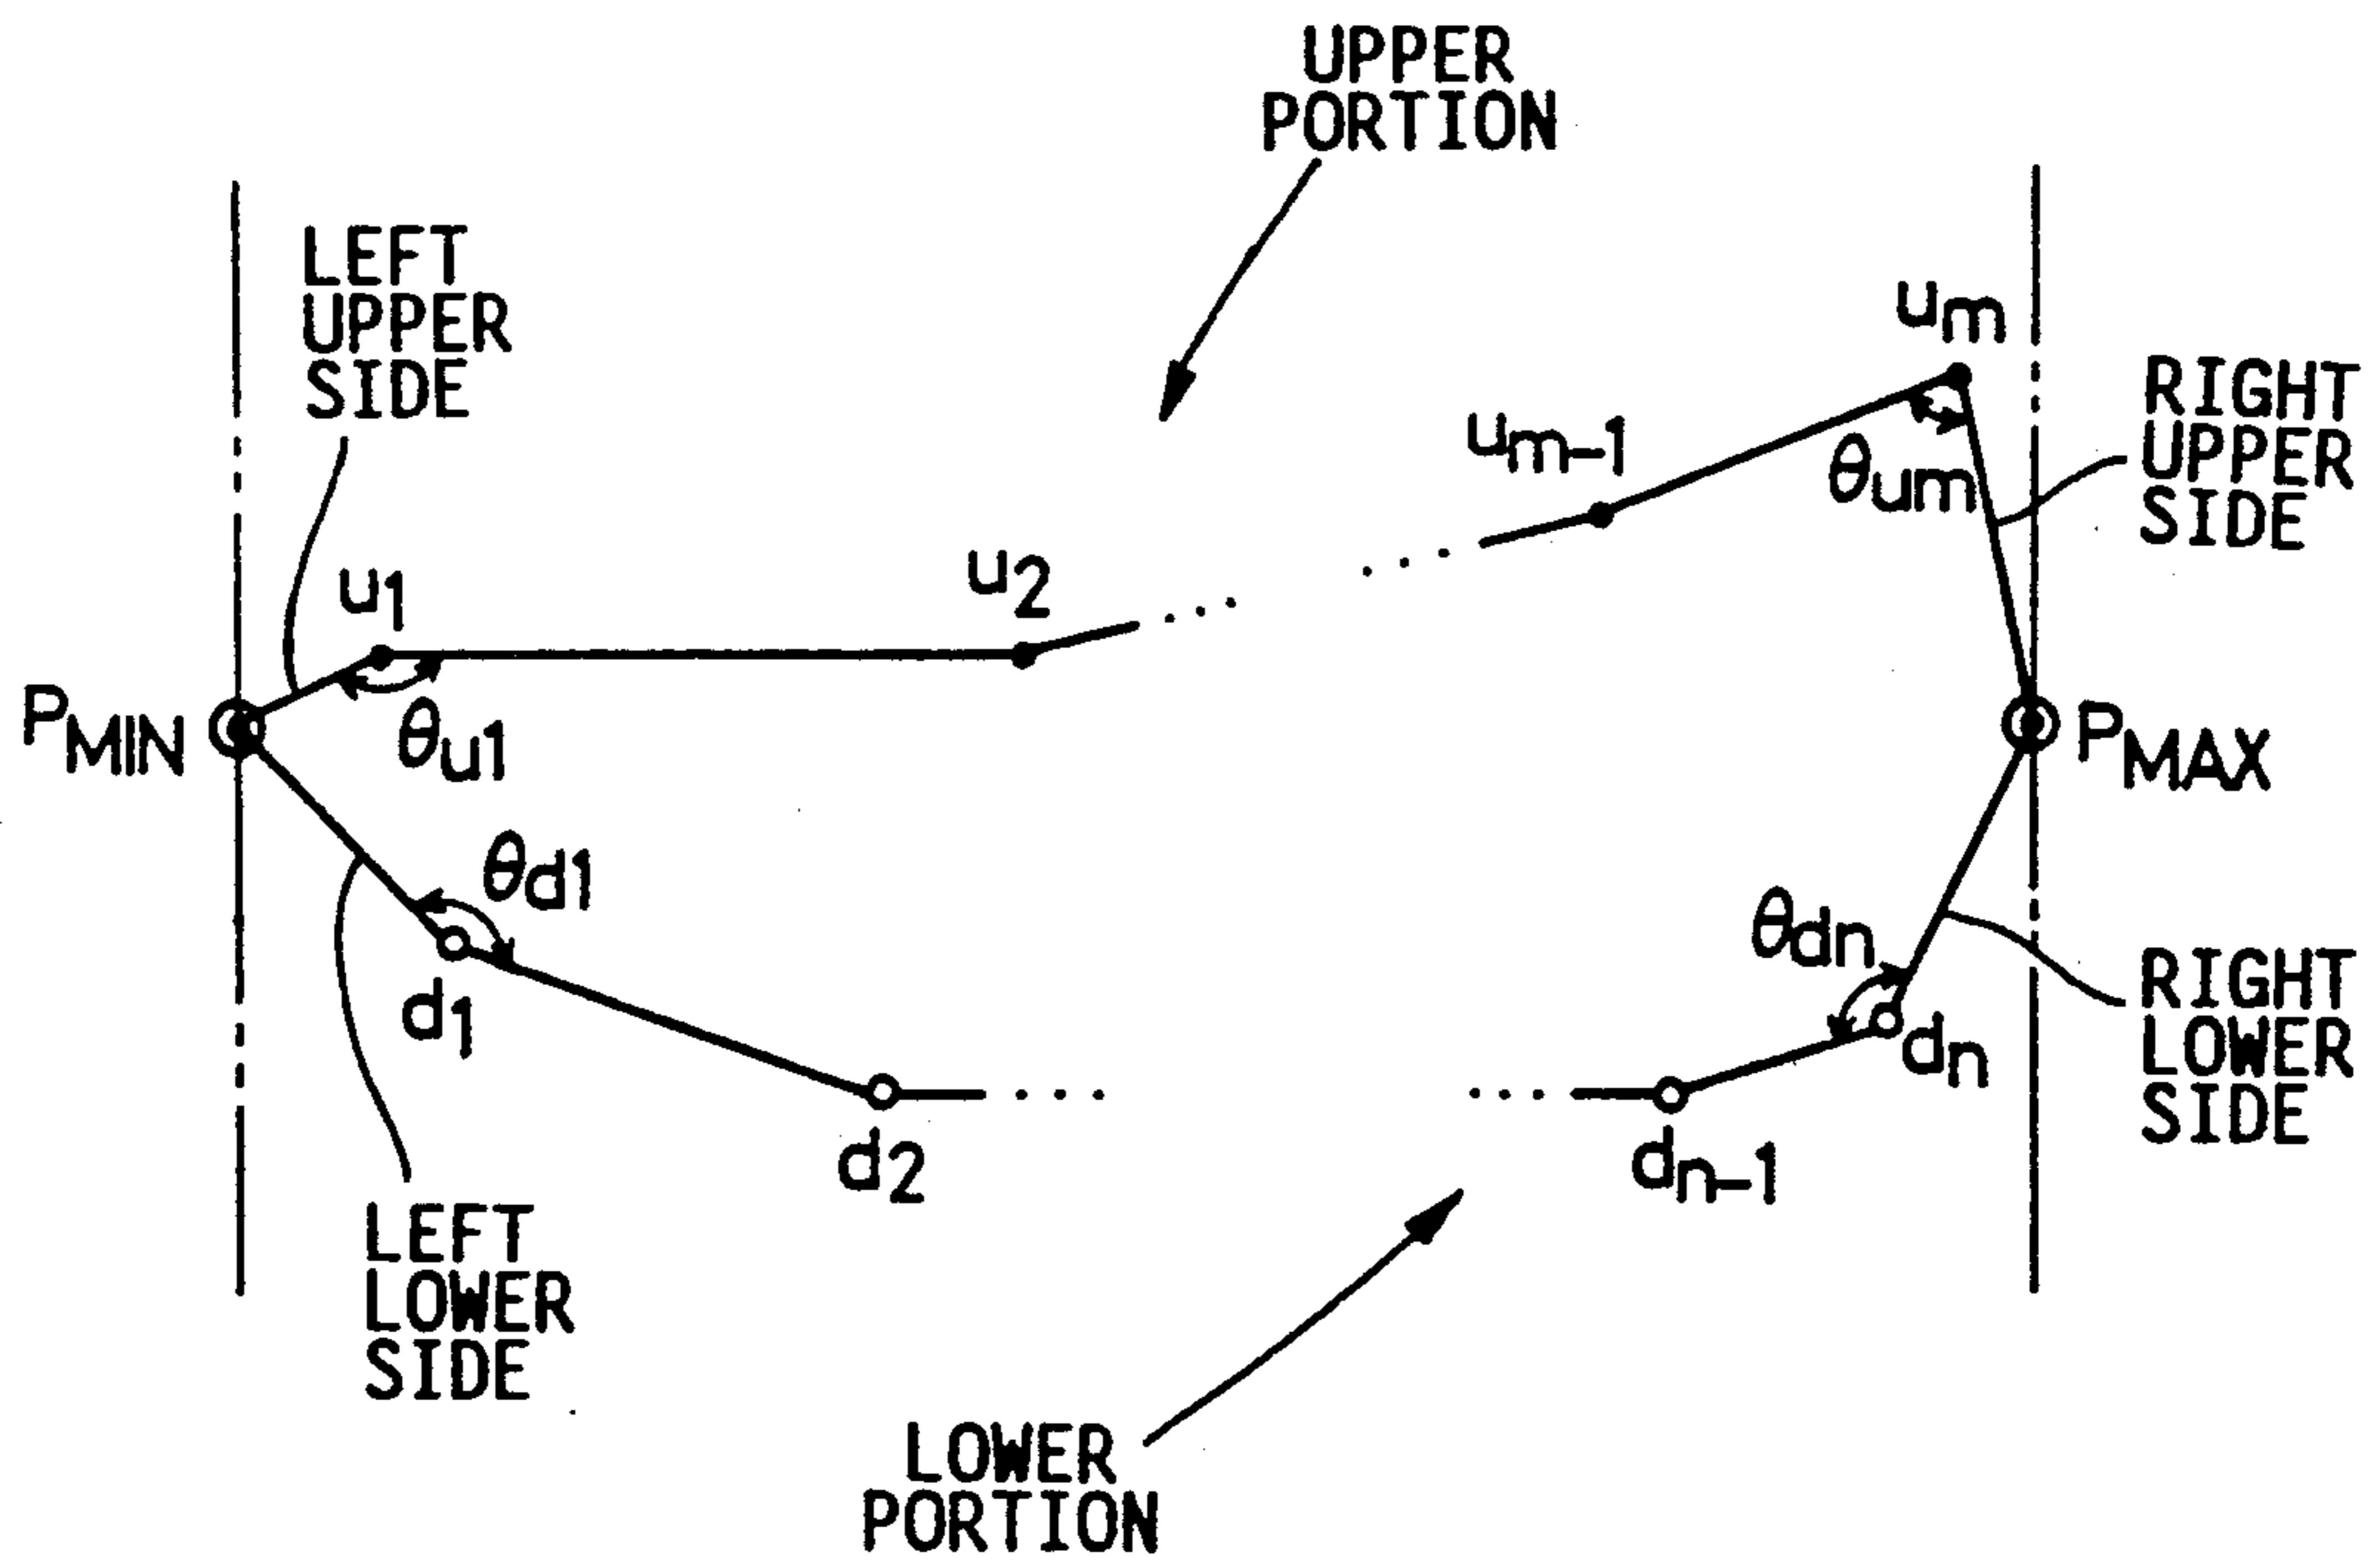 UPPER
PORTION
LEFT
UPPER
SIDE
um
RIGHT
UPPER
SIDE
um-1
θum
u2
u1
PMIN
θu1
PMAX
θd1
θdn
d1
dn
RIGHT
LOWER
SIDE
d2
dn-1
LEFT
LOWER
SIDE
LOWER
PORTION